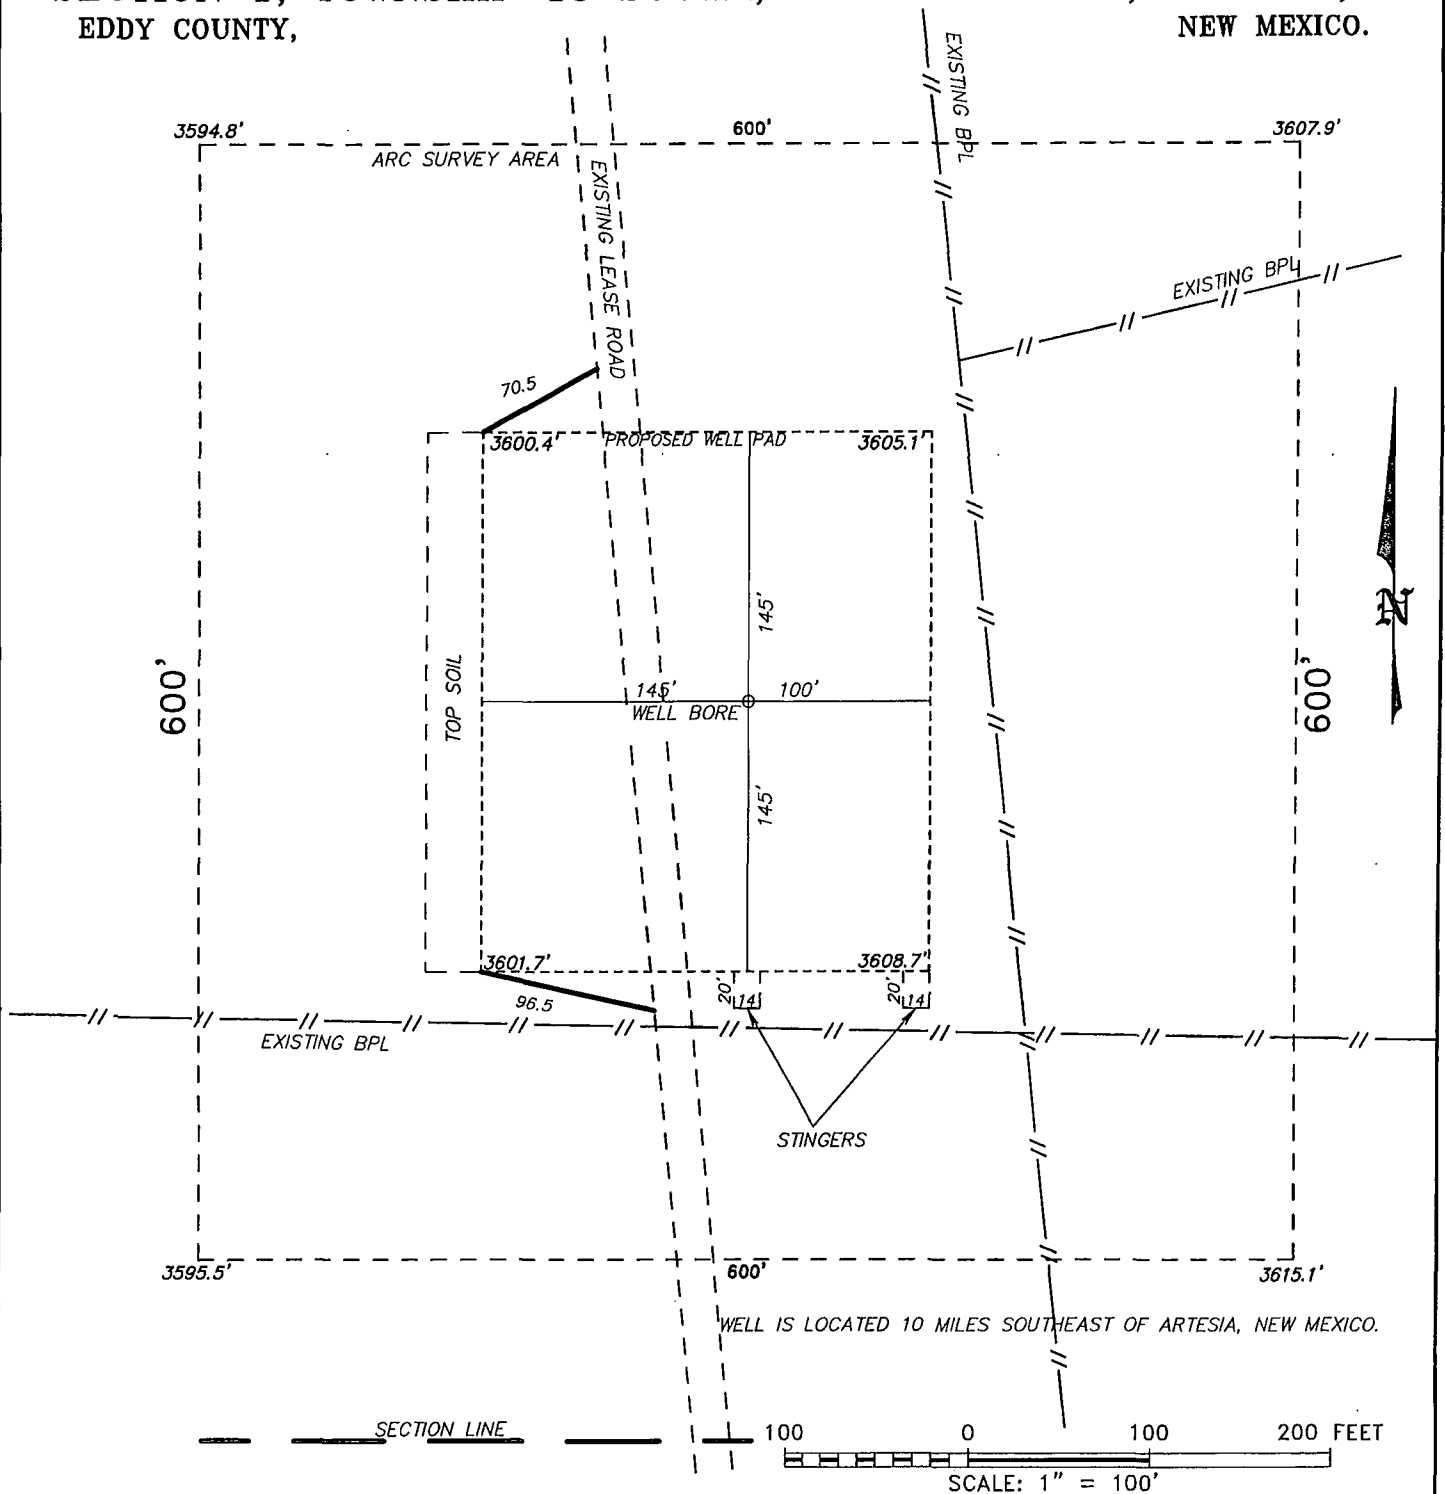 EDDY COUNTY, NEW MEXICO.
EXISTING BPL
3594.8' 600' 3607.9'
ARC SURVEY AREA
EXISTING LEASE ROAD
EXISTING BPL
70.5
3600.4' PROPOSED WELL PAD 3605.1'
145'
N
600'
TOP SOIL
145' 100'
WELL BORE
600'
145'
3601.7' 3608.7'
96.5
20' 14 20' 14
EXISTING BPL
STINGERS
3595.5' 600' 3615.1'
WELL IS LOCATED 10 MILES SOUTHEAST OF ARTESIA, NEW MEXICO.
SECTION LINE
100 0 100 200 FEET
SCALE: 1" = 100'